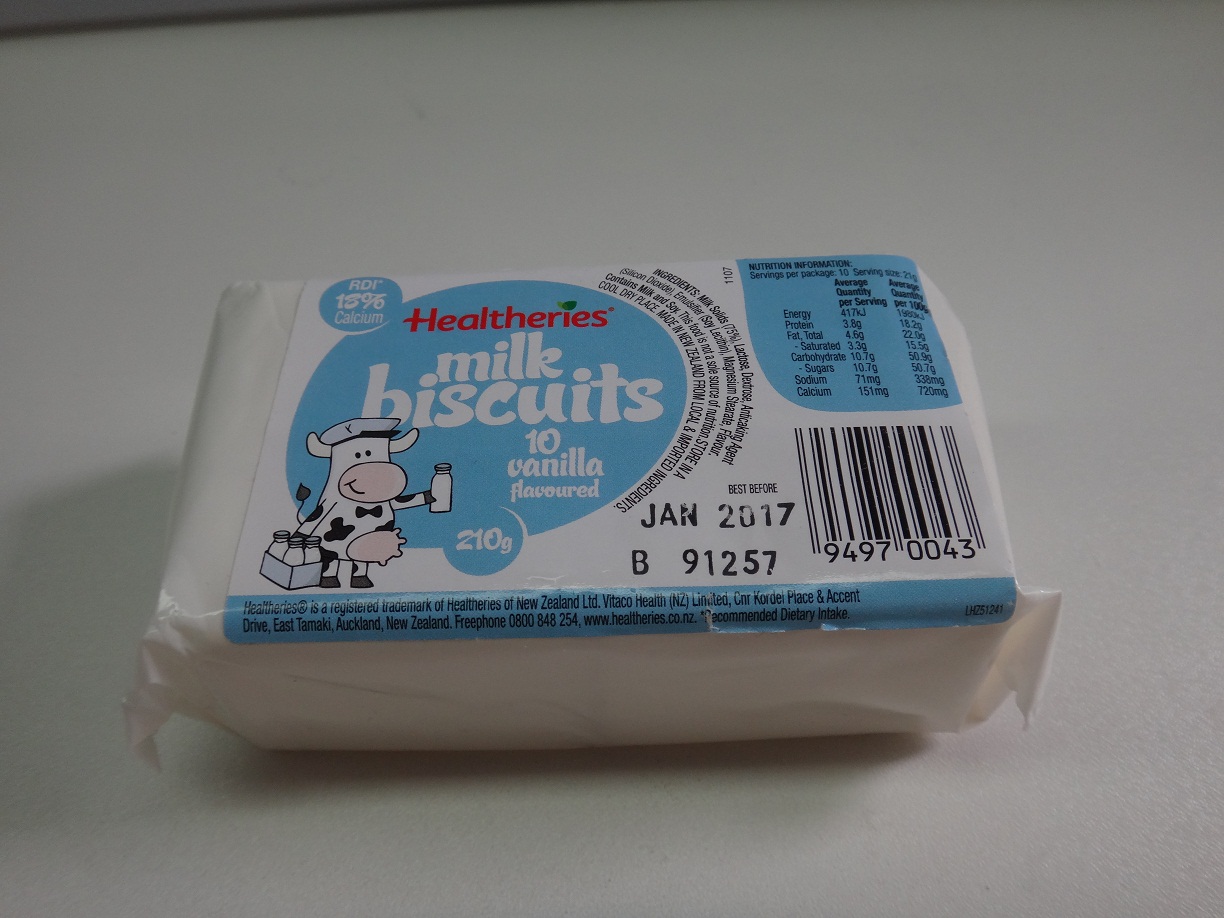 RDI*
15%
Calcium
Healtheries®
milk
biscuits
10
vanilla
flavoured
210g
INGREDIENTS: Milk Solids (75%), Lactose, Dextrose, Anticaking Agent
(Silicon Dioxide), Emulsifier (Soy Lecithin), Magnesium Stearate, Flavour.
Contains Milk and Soy. This food is not a sole source of nutrition. STORE IN A
COOL DRY PLACE. MADE IN NEW ZEALAND FROM LOCAL & IMPORTED INGREDIENTS.
1107
NUTRITION INFORMATION:
Servings per package: 10 Serving size: 21g
Average Quantity per Serving Average Quantity per 100g
Energy 417kJ
Protein 3.8g 18.2g
Fat, Total 4.6g 22.0g
- Saturated 3.3g 15.5g
Carbohydrate 10.7g 50.9g
- Sugars 10.7g 50.7g
Sodium 71mg 338mg
Calcium 151mg 720mg
BEST BEFORE
JAN 2017
B 91257
9497 0043
Healtheries® is a registered trademark of Healtheries of New Zealand Ltd. Vitaco Health (NZ) Limited, Cnr Kordel Place & Accent
Drive, East Tamaki, Auckland, New Zealand. Freephone 0800 848 254, www.healtheries.co.nz. *Recommended Dietary Intake.
LHZ51241